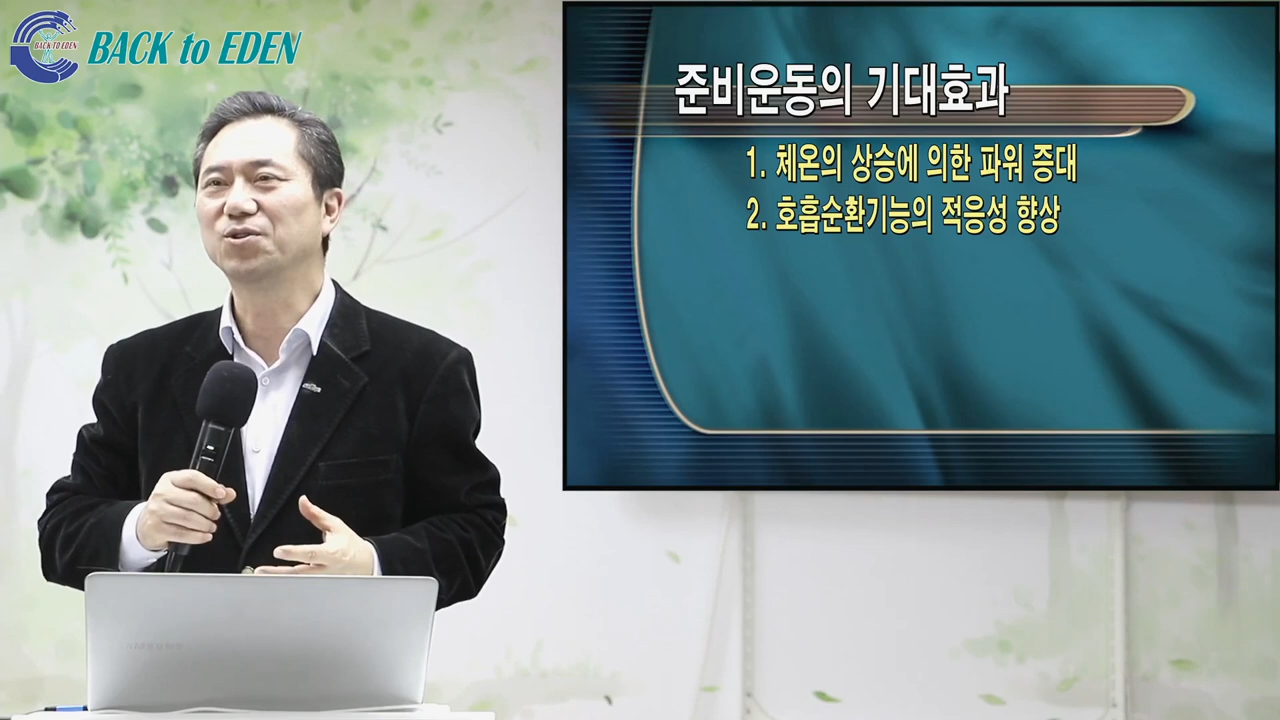 BACK TO EDEN
BACK to EDEN
준비운동의 기대효과
1. 체온의 상승에 의한 파워 증대
2. 호흡순환기능의 적응성 향상